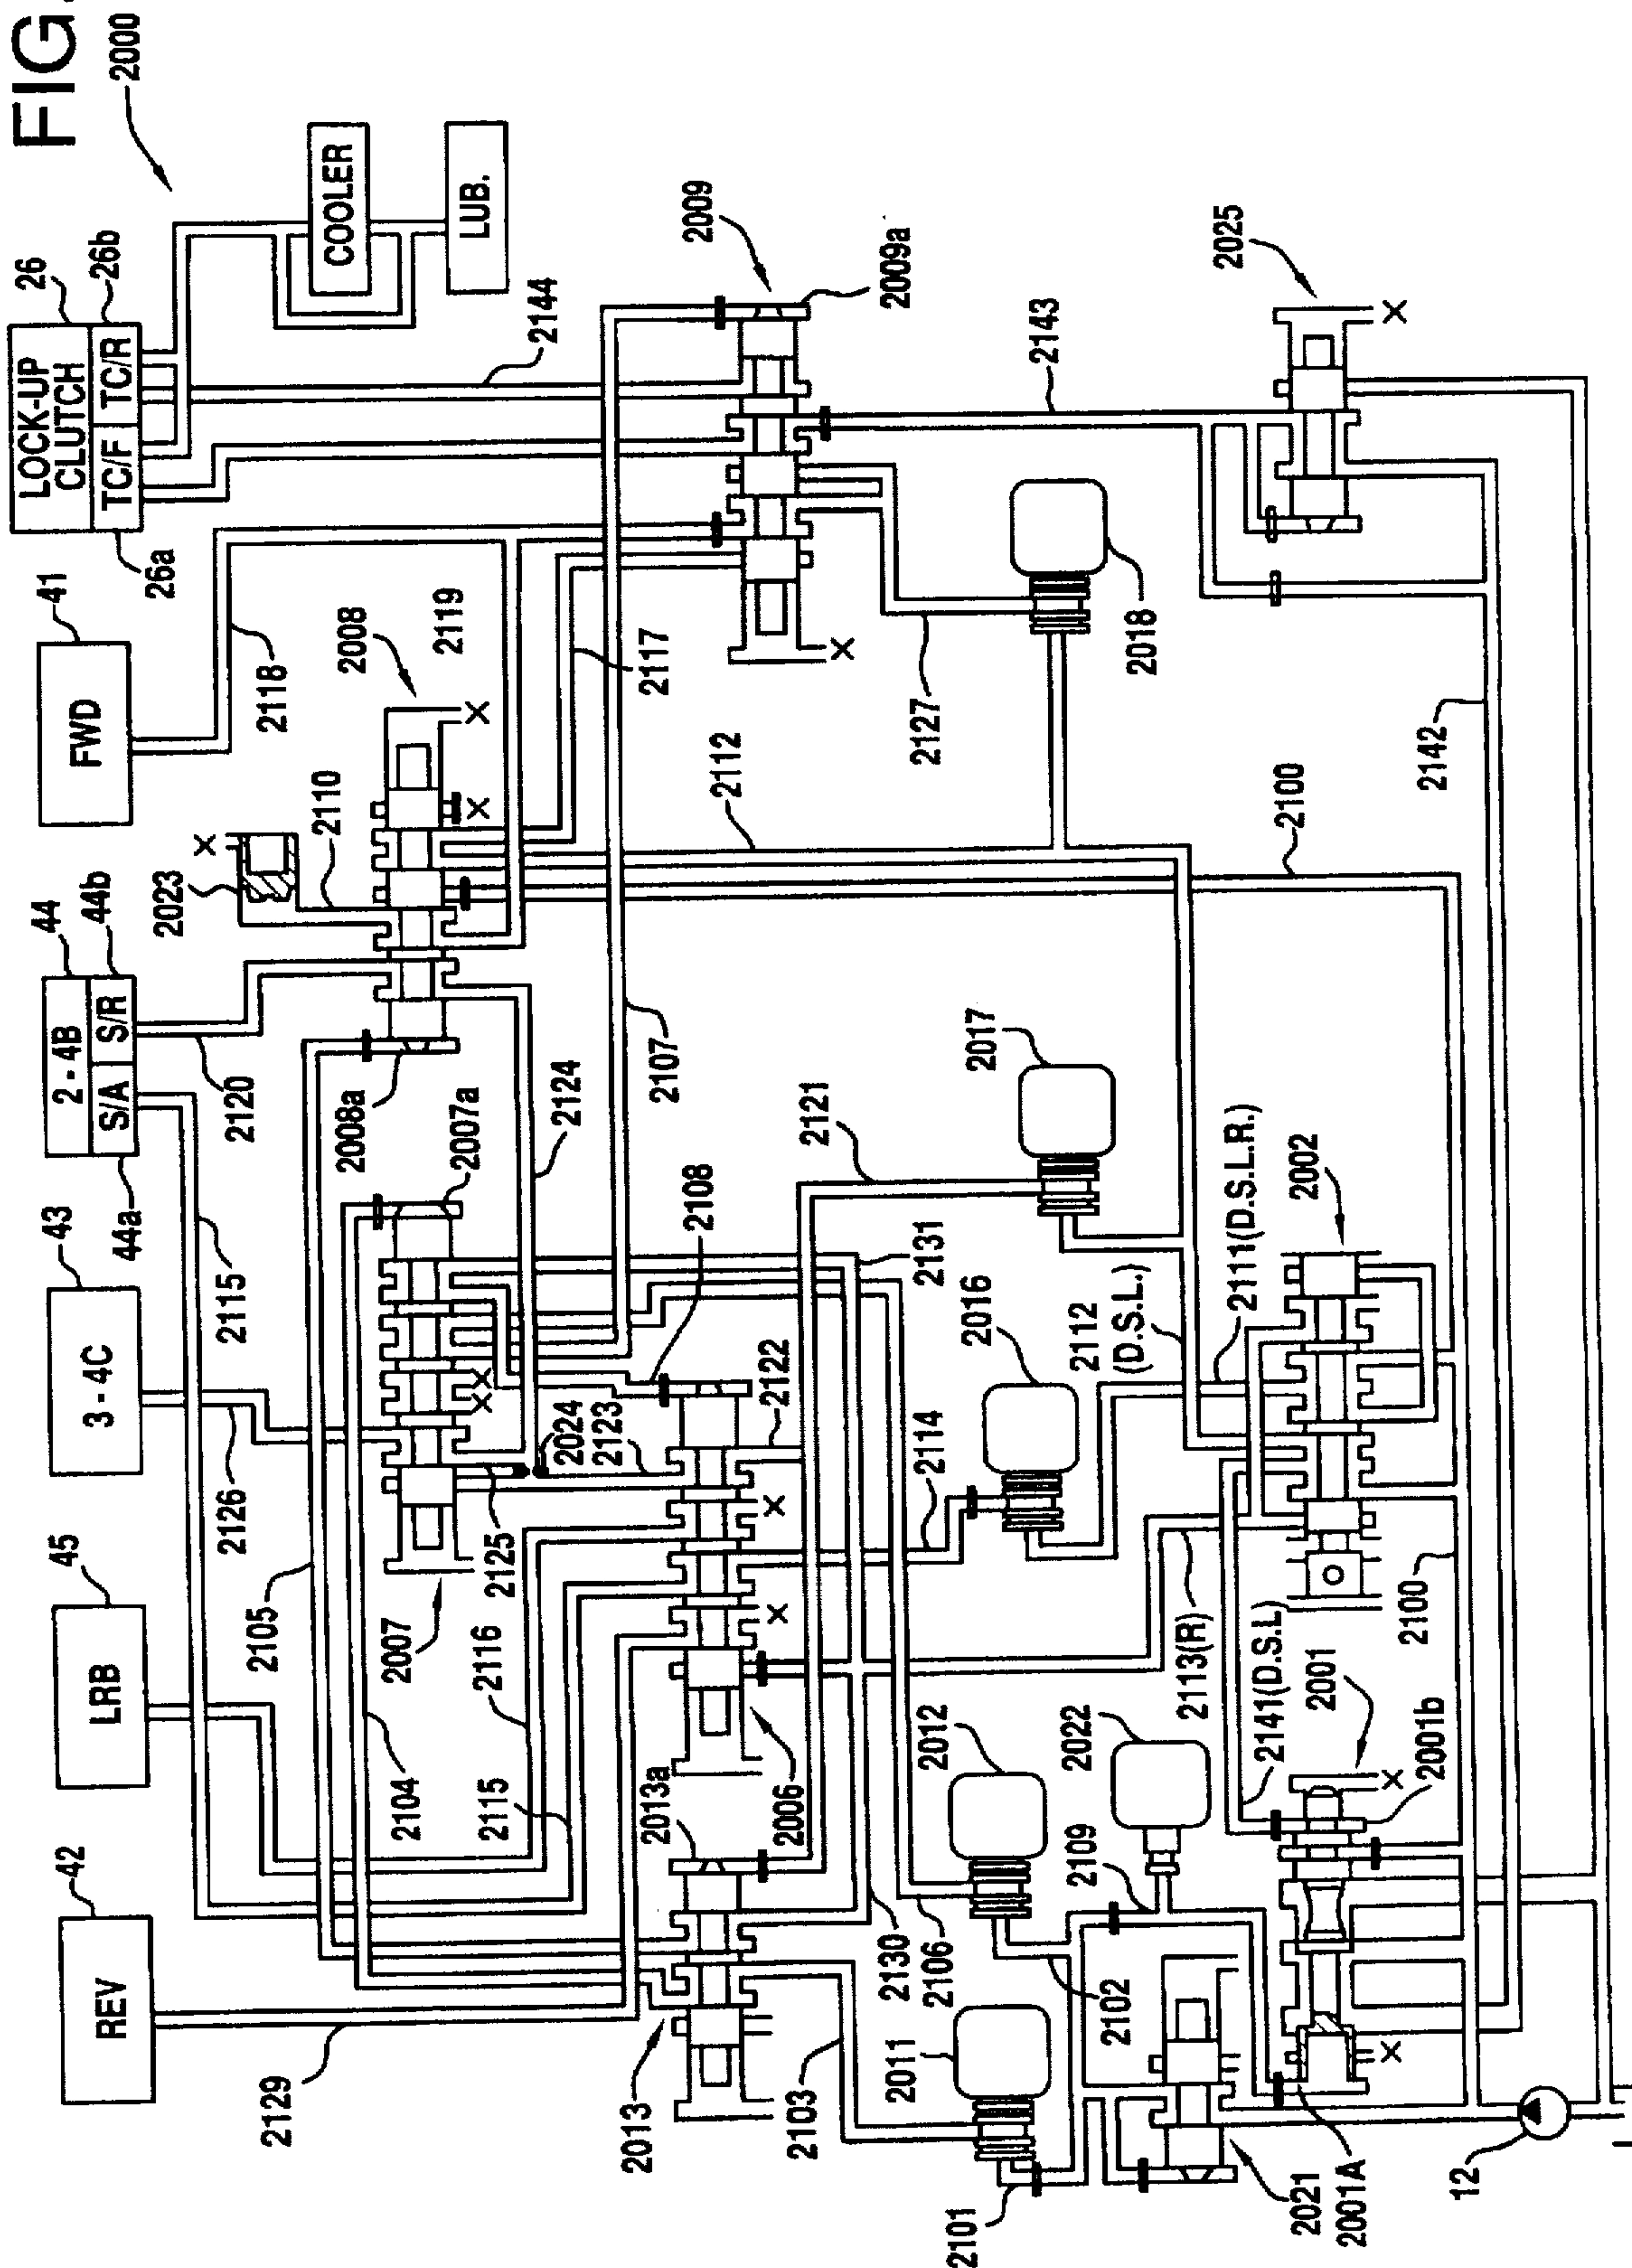 FIG.
2000
42
REV
45
LRB
43
3 - 4C
44
2 - 4B
S/A
S/R
44a
44b
41
FWD
26
LOCK-UP
CLUTCH
TC/F
TC/R
26a
26b
COOLER
LUB.
2129
2105
2126
2115
2120
2023
2110
2118
2144
2104
2007
2116
2115
2125
2024
2123
2008a
2007a
2124
2008
2119
2117
2009
2009a
2013
2013a
2006
2122
2108
2107
2112
2127
2103
2130
2106
2114
2131
2121
2143
2011
2012
2016
2017
2018
2101
2102
2109
2022
2113(R)
2141(D.S.L)
2112
(D.S.L.)
2111(D.S.L.R.)
2100
2142
2025
2021
2001A
2001
2001b
2100
2002
12
X
X
X
X
X
X
X
X
X
X
X